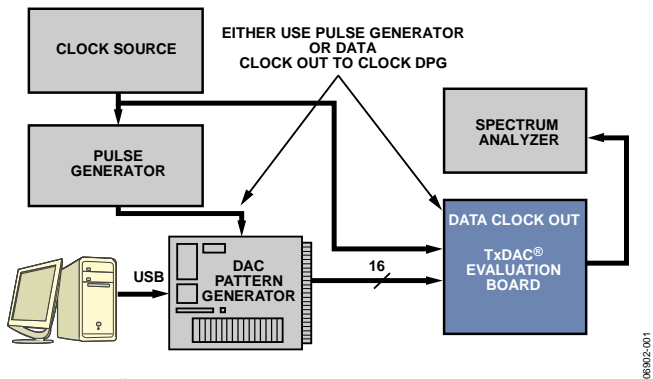 CLOCK SOURCE
EITHER USE PULSE GENERATOR
OR DATA
CLOCK OUT TO CLOCK DPG
PULSE
GENERATOR
SPECTRUM
ANALYZER
DATA CLOCK OUT
TxDAC®
EVALUATION
BOARD
USB
DAC
PATTERN
GENERATOR
16
06902-001